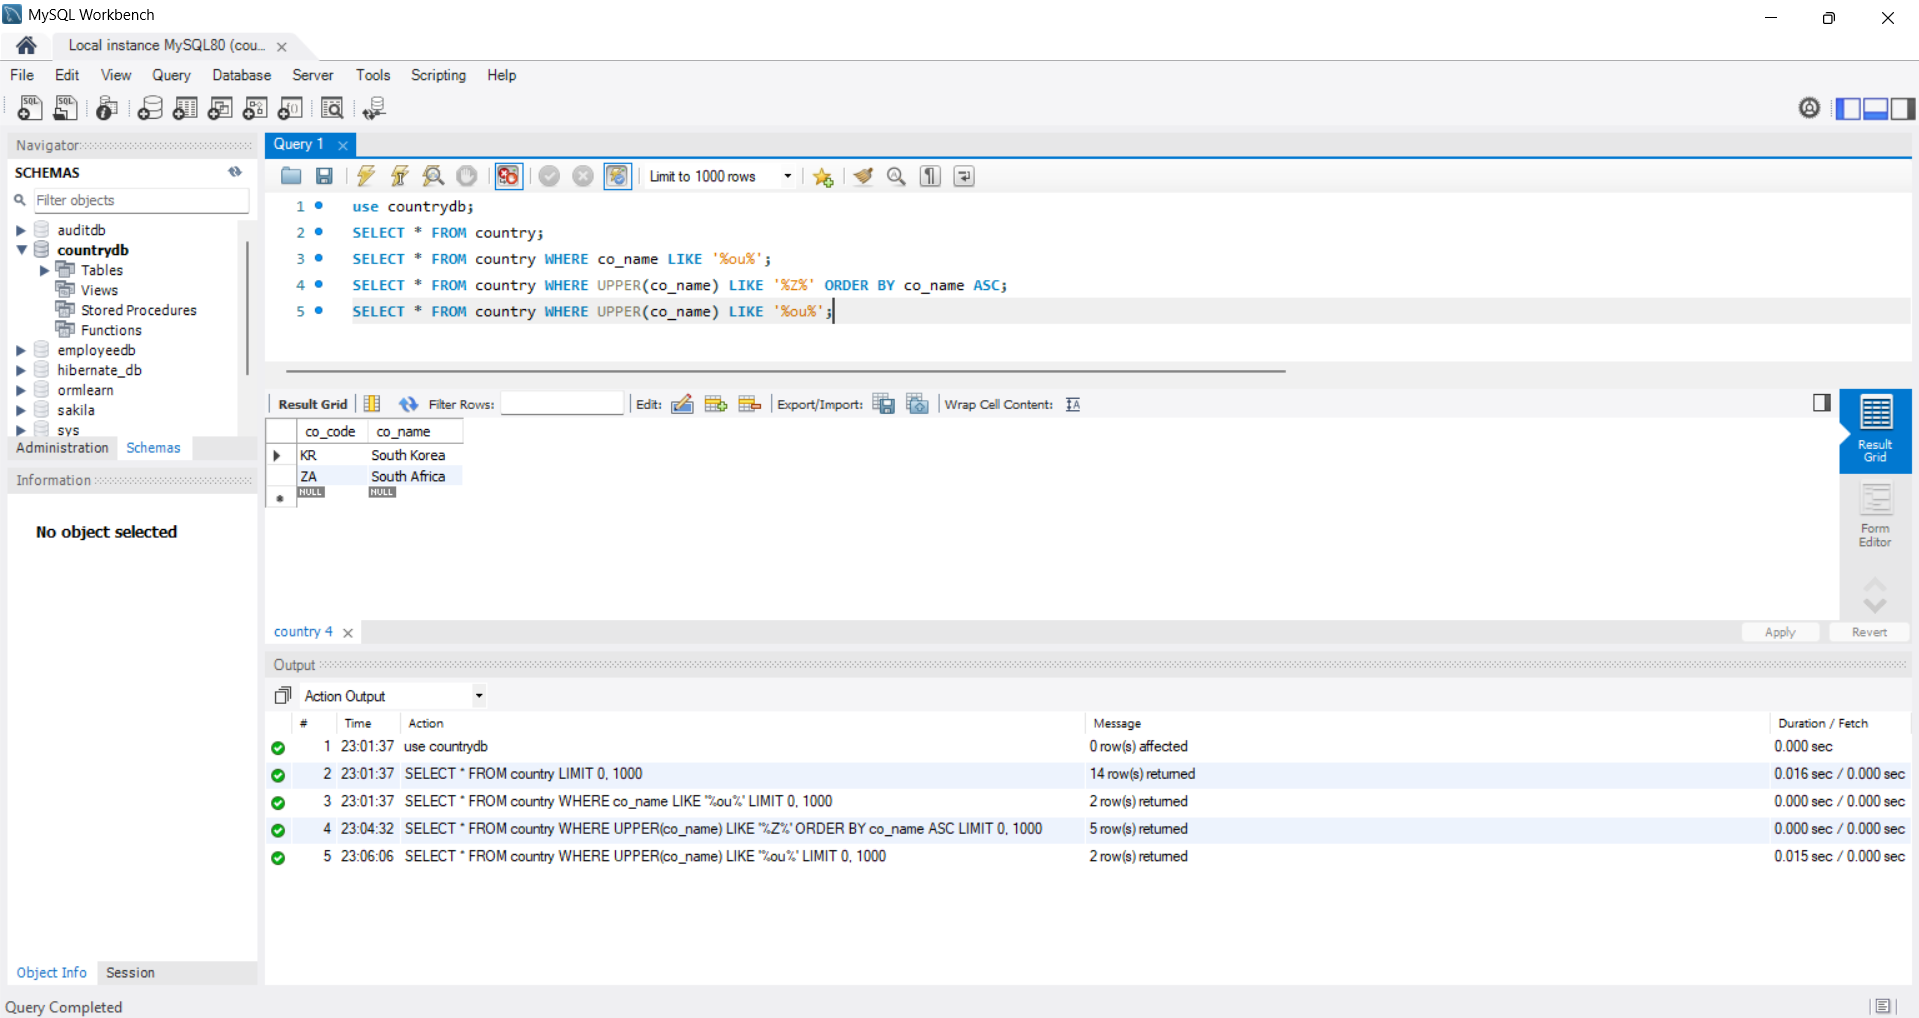 MySQL Workbench
Local instance MySQL80 (cou...
File Edit View Query Database Server Tools Scripting Help
Navigator
SCHEMAS
Filter objects
auditdb
countrydb
Tables
Views
Stored Procedures
Functions
employeedb
hibernate_db
ormlearn
sakila
sys
Administration Schemas
Information
No object selected
Object Info Session
Query 1
Limit to 1000 rows
1 use countrydb;
2 SELECT * FROM country;
3 SELECT * FROM country WHERE co_name LIKE '%ou%';
4 SELECT * FROM country WHERE UPPER(co_name) LIKE '%Z%' ORDER BY co_name ASC;
5 SELECT * FROM country WHERE UPPER(co_name) LIKE '%ou%';
Result Grid Filter Rows: Edit: Export/Import: Wrap Cell Content:
co_code co_name
KR South Korea
ZA South Africa
NULL NULL
Result
Grid
Form
Editor
country 4 Apply Revert
Output
Action Output
# Time Action Message Duration / Fetch
1 23:01:37 use countrydb 0 row(s) affected 0.000 sec
2 23:01:37 SELECT * FROM country LIMIT 0, 1000 14 row(s) returned 0.016 sec / 0.000 sec
3 23:01:37 SELECT * FROM country WHERE co_name LIKE '%ou%' LIMIT 0, 1000 2 row(s) returned 0.000 sec / 0.000 sec
4 23:04:32 SELECT * FROM country WHERE UPPER(co_name) LIKE '%Z%' ORDER BY co_name ASC LIMIT 0, 1000 5 row(s) returned 0.000 sec / 0.000 sec
5 23:06:06 SELECT * FROM country WHERE UPPER(co_name) LIKE '%ou%' LIMIT 0, 1000 2 row(s) returned 0.015 sec / 0.000 sec
Query Completed